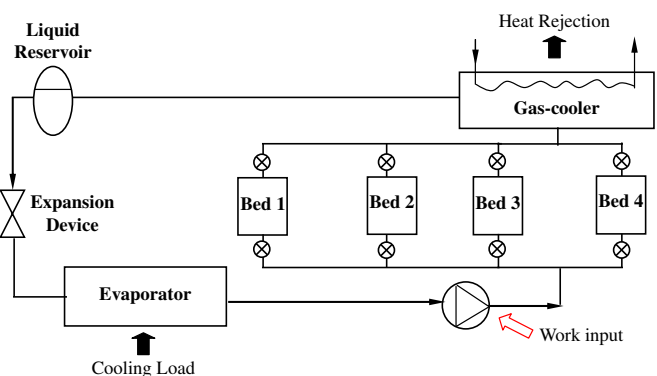 Heat Rejection
Liquid
Reservoir
Gas-cooler
Bed 1
Bed 2
Bed 3
Bed 4
Expansion
Device
Evaporator
Work input
Cooling Load